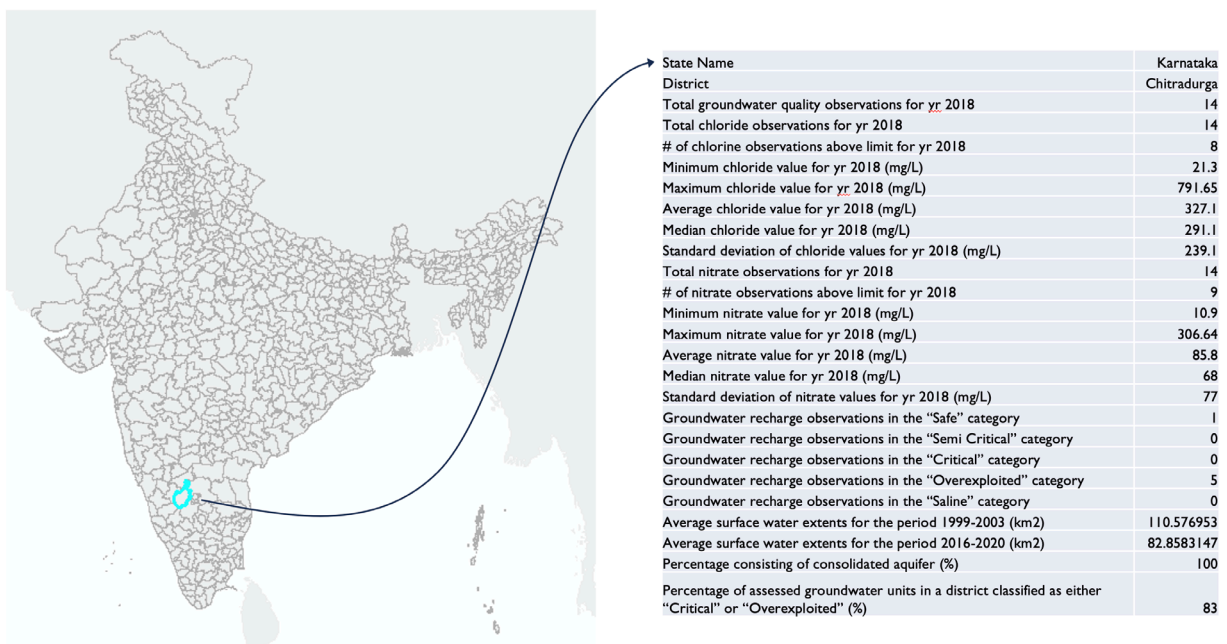 State Name Karnataka
District Chitradurga
Total groundwater quality observations for yr 2018 14
Total chloride observations for yr 2018 14
# of chlorine observations above limit for yr 2018 8
Minimum chloride value for yr 2018 (mg/L) 21.3
Maximum chloride value for yr 2018 (mg/L) 791.65
Average chloride value for yr 2018 (mg/L) 327.1
Median chloride value for yr 2018 (mg/L) 291.1
Standard deviation of chloride values for yr 2018 (mg/L) 239.1
Total nitrate observations for yr 2018 14
# of nitrate observations above limit for yr 2018 9
Minimum nitrate value for yr 2018 (mg/L) 10.9
Maximum nitrate value for yr 2018 (mg/L) 306.64
Average nitrate value for yr 2018 (mg/L) 85.8
Median nitrate value for yr 2018 (mg/L) 68
Standard deviation of nitrate values for yr 2018 (mg/L) 77
Groundwater recharge observations in the “Safe” category 1
Groundwater recharge observations in the “Semi Critical” category 0
Groundwater recharge observations in the “Critical” category 0
Groundwater recharge observations in the “Overexploited” category 5
Groundwater recharge observations in the “Saline” category 0
Average surface water extents for the period 1999-2003 (km2) 110.576953
Average surface water extents for the period 2016-2020 (km2) 82.8583147
Percentage consisting of consolidated aquifer (%) 100
Percentage of assessed groundwater units in a district classified as either
“Critical” or “Overexploited” (%) 83